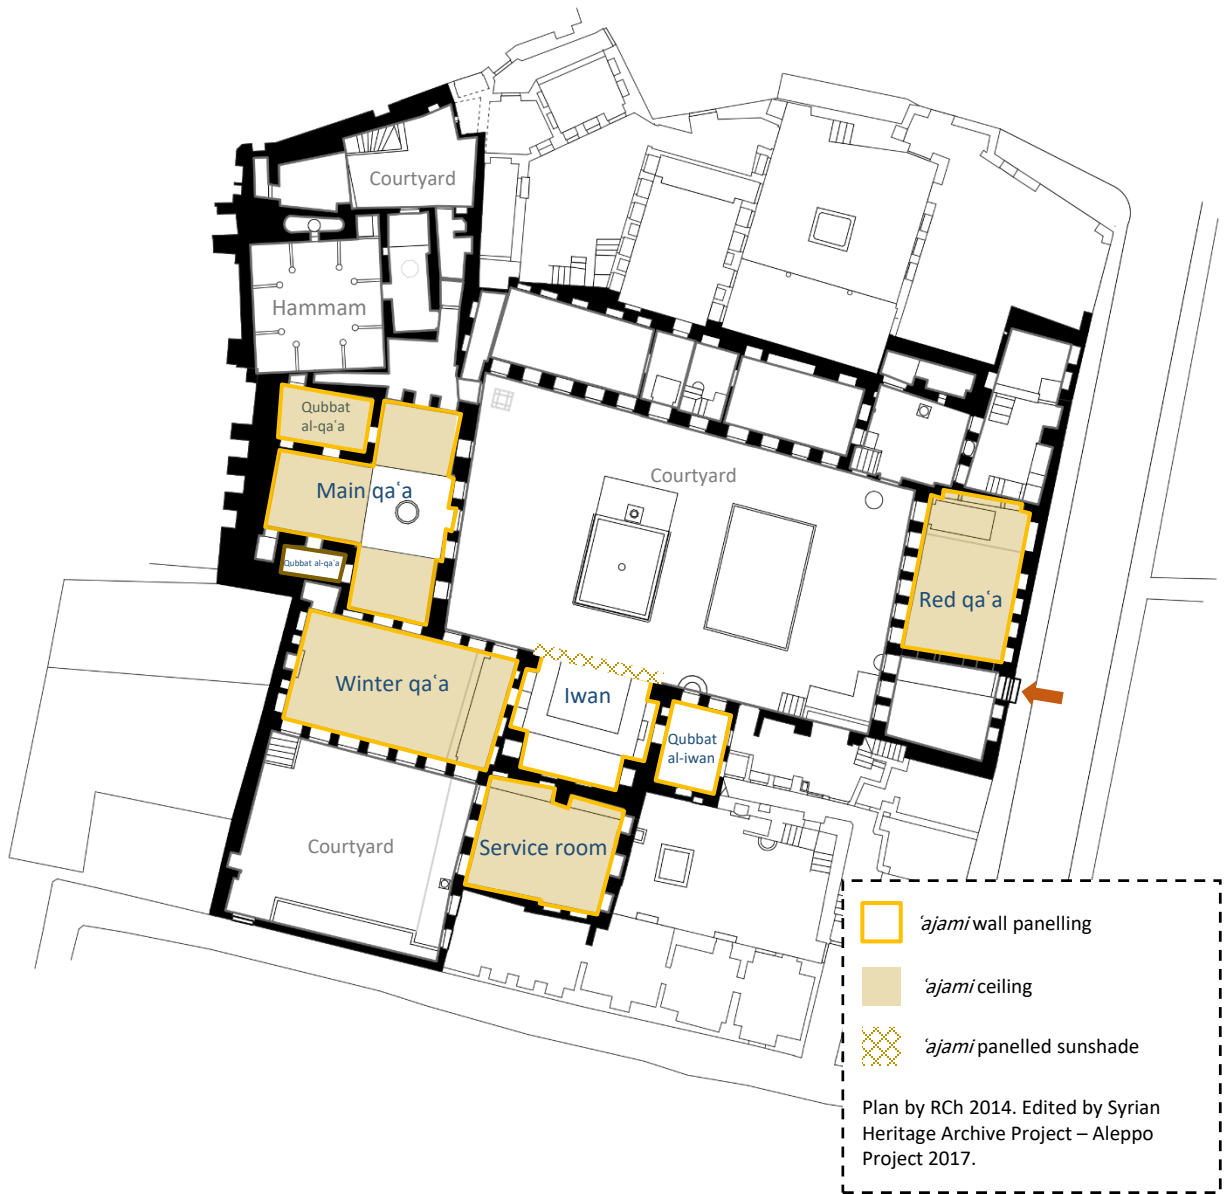 Courtyard
Hammam
Qubbat
al-qaʿa
Main qaʿa
Qubbat al-qaʿa
Courtyard
Red qaʿa
Winter qaʿa
Iwan
Qubbat
al-iwan
Courtyard
Service room
ʿajami wall panelling
ʿajami ceiling
ʿajami panelled sunshade
Plan by RCh 2014. Edited by Syrian
Heritage Archive Project – Aleppo
Project 2017.